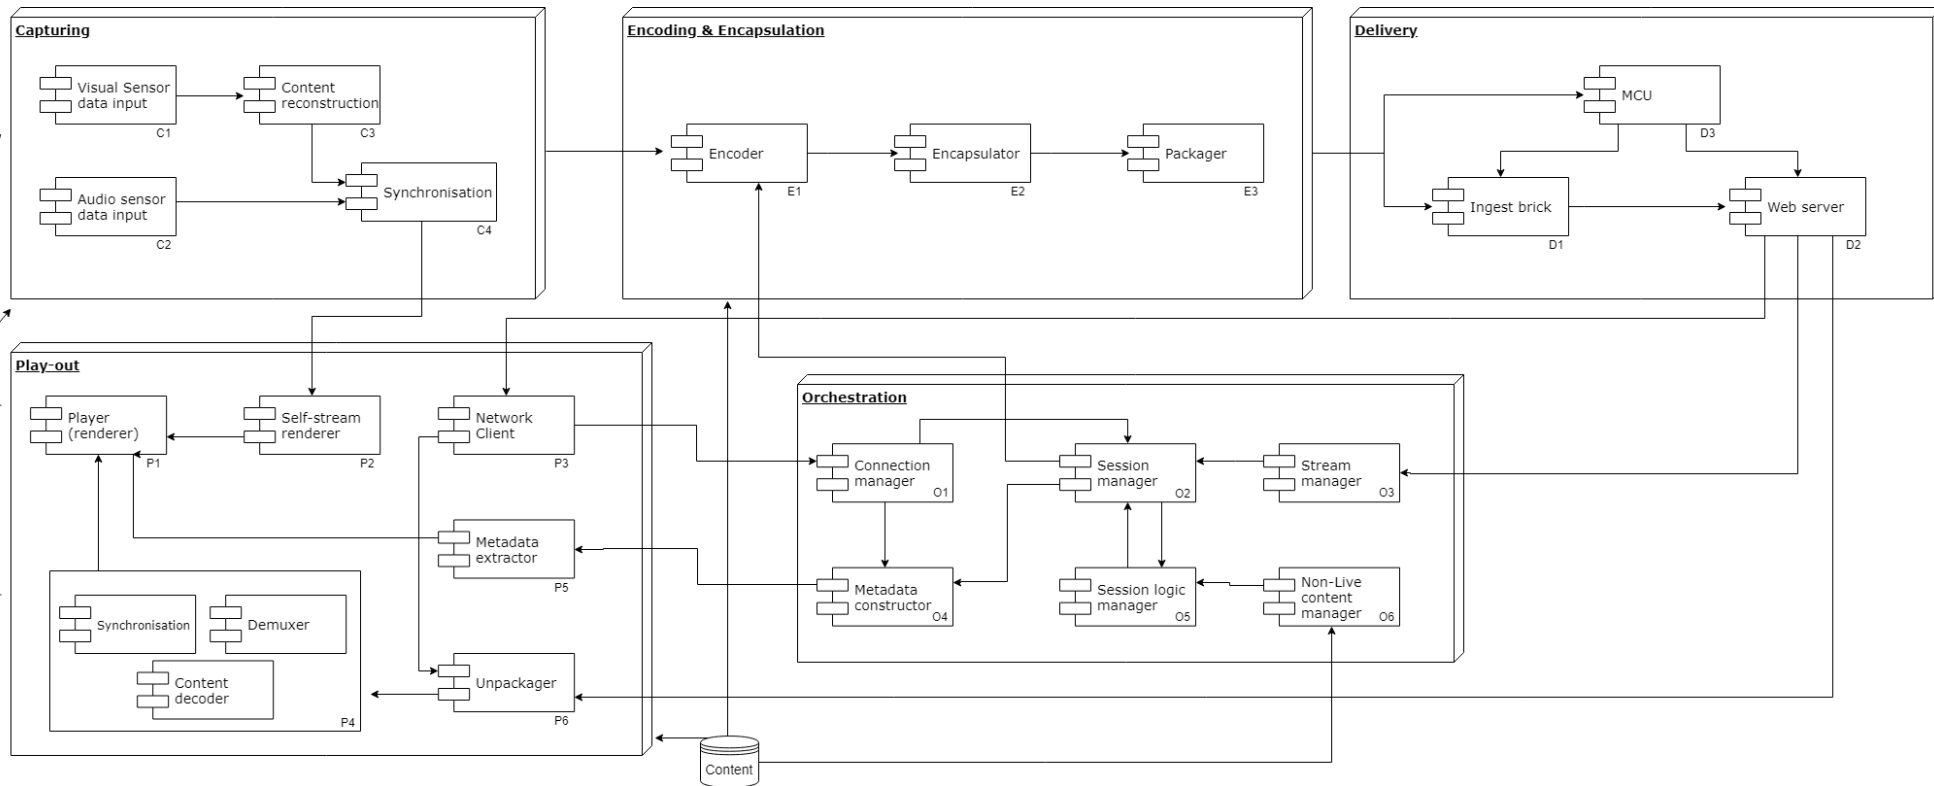 Capturing
Visual Sensor
data input
C1
Content
reconstruction
C3
Audio sensor
data input
C2
Synchronisation
C4
Encoding & Encapsulation
Encoder
E1
Encapsulator
E2
Packager
E3
Delivery
MCU
D3
Ingest brick
D1
Web server
D2
Play-out
Player
(renderer)
P1
Self-stream
renderer
P2
Network
Client
P3
Metadata
extractor
P5
Synchronisation
Demuxer
Content
decoder
P4
Unpackager
P6
Orchestration
Connection
manager
O1
Session
manager
O2
Stream
manager
O3
Metadata
constructor
O4
Session logic
manager
O5
Non-Live
content
manager
O6
Content